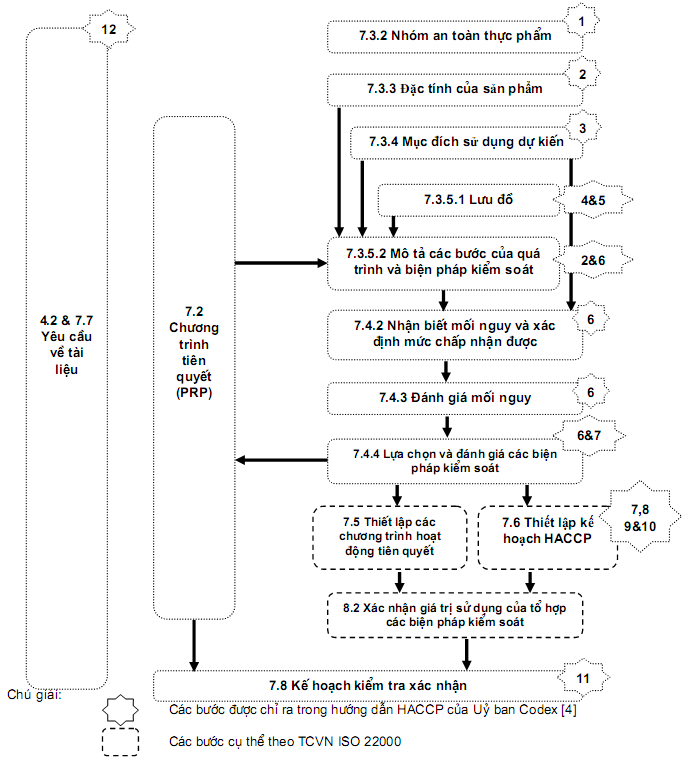 12
1
7.3.2 Nhóm an toàn thực phẩm
2
7.3.3 Đặc tính của sản phẩm
3
7.3.4 Mục đích sử dụng dự kiến
7.3.5.1 Lưu đồ
4&5
7.3.5.2 Mô tả các bước của quá
trình và biện pháp kiểm soát
2&6
7.2
Chương
trình tiên
quyết
(PRP)
4.2 & 7.7
Yêu cầu
về tài
liệu
7.4.2 Nhận biết mối nguy và xác
định mức chấp nhận được
6
7.4.3 Đánh giá mối nguy
6
6&7
7.4.4 Lựa chọn và đánh giá các biện
pháp kiểm soát
7.5 Thiết lập các
chương trình hoạt
động tiên quyết
7.6 Thiết lập kế
hoạch HACCP
7,8
9&10
8.2 Xác nhận giá trị sử dụng của tổ hợp
các biện pháp kiểm soát
7.8 Kế hoạch kiểm tra xác nhận
11
Chú giải:
Các bước được chỉ ra trong hướng dẫn HACCP của Uỷ ban Codex [4]
Các bước cụ thể theo TCVN ISO 22000